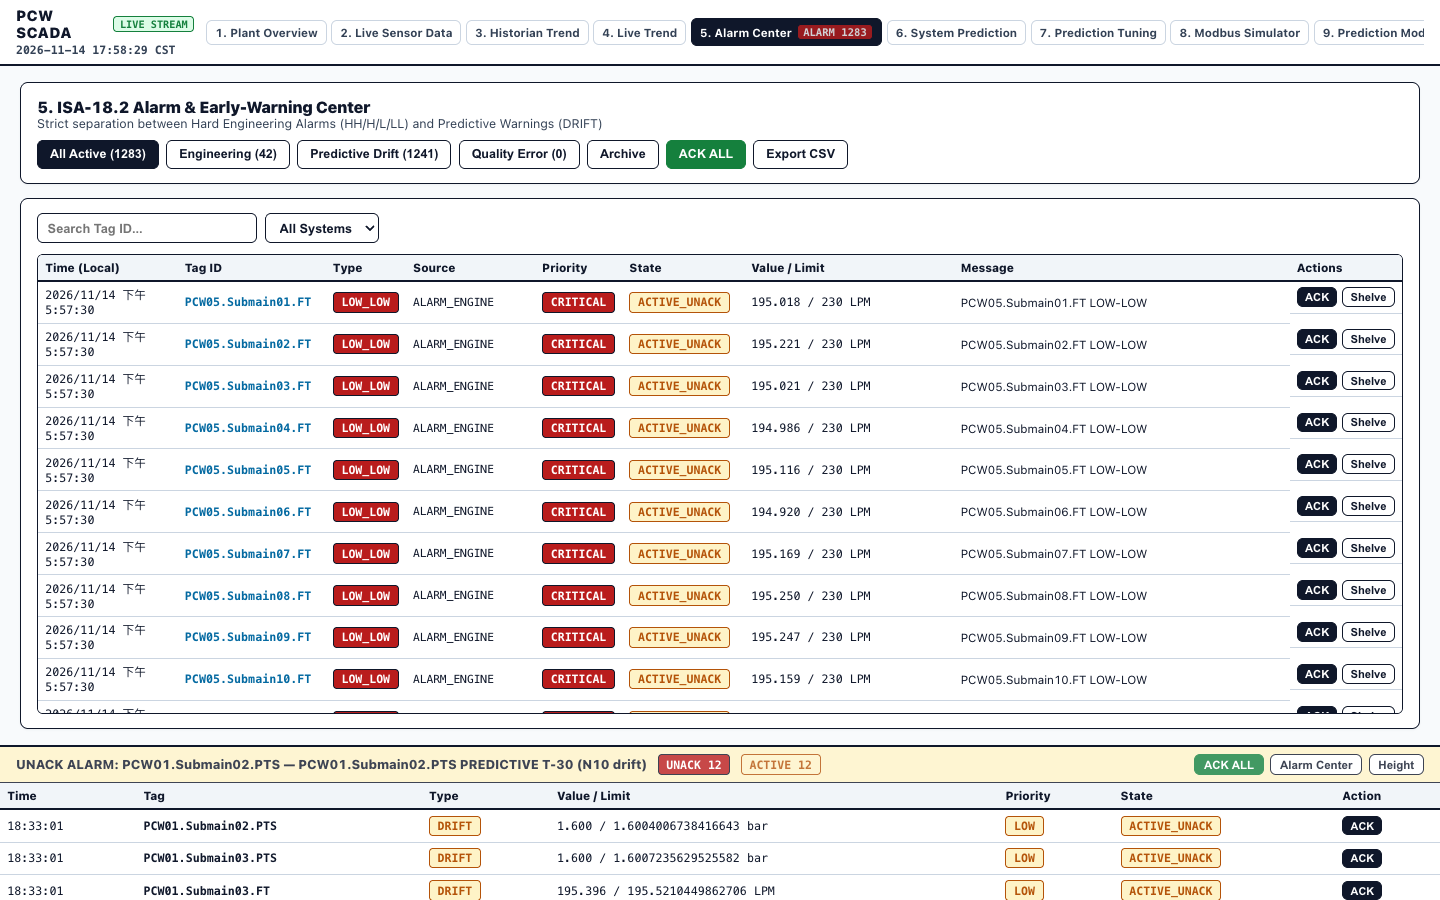 PCW SCADA
LIVE STREAM
2026-11-14 17:58:29 CST
1. Plant Overview
2. Live Sensor Data
3. Historian Trend
4. Live Trend
5. Alarm Center ALARM 1283
6. System Prediction
7. Prediction Tuning
8. Modbus Simulator
9. Prediction Mod
5. ISA-18.2 Alarm & Early-Warning Center
Strict separation between Hard Engineering Alarms (HH/H/L/LL) and Predictive Warnings (DRIFT)
All Active (1283) Engineering (42) Predictive Drift (1241) Quality Error (0) Archive ACK ALL Export CSV
Search Tag ID... All Systems
Time (Local) Tag ID Type Source Priority State Value / Limit Message Actions
2026/11/14 下午 5:57:30 PCW05.Submain01.FT LOW_LOW ALARM_ENGINE CRITICAL ACTIVE_UNACK 195.018 / 230 LPM PCW05.Submain01.FT LOW-LOW ACK Shelve
2026/11/14 下午 5:57:30 PCW05.Submain02.FT LOW_LOW ALARM_ENGINE CRITICAL ACTIVE_UNACK 195.221 / 230 LPM PCW05.Submain02.FT LOW-LOW ACK Shelve
2026/11/14 下午 5:57:30 PCW05.Submain03.FT LOW_LOW ALARM_ENGINE CRITICAL ACTIVE_UNACK 195.021 / 230 LPM PCW05.Submain03.FT LOW-LOW ACK Shelve
2026/11/14 下午 5:57:30 PCW05.Submain04.FT LOW_LOW ALARM_ENGINE CRITICAL ACTIVE_UNACK 194.986 / 230 LPM PCW05.Submain04.FT LOW-LOW ACK Shelve
2026/11/14 下午 5:57:30 PCW05.Submain05.FT LOW_LOW ALARM_ENGINE CRITICAL ACTIVE_UNACK 195.116 / 230 LPM PCW05.Submain05.FT LOW-LOW ACK Shelve
2026/11/14 下午 5:57:30 PCW05.Submain06.FT LOW_LOW ALARM_ENGINE CRITICAL ACTIVE_UNACK 194.920 / 230 LPM PCW05.Submain06.FT LOW-LOW ACK Shelve
2026/11/14 下午 5:57:30 PCW05.Submain07.FT LOW_LOW ALARM_ENGINE CRITICAL ACTIVE_UNACK 195.169 / 230 LPM PCW05.Submain07.FT LOW-LOW ACK Shelve
2026/11/14 下午 5:57:30 PCW05.Submain08.FT LOW_LOW ALARM_ENGINE CRITICAL ACTIVE_UNACK 195.250 / 230 LPM PCW05.Submain08.FT LOW-LOW ACK Shelve
2026/11/14 下午 5:57:30 PCW05.Submain09.FT LOW_LOW ALARM_ENGINE CRITICAL ACTIVE_UNACK 195.247 / 230 LPM PCW05.Submain09.FT LOW-LOW ACK Shelve
2026/11/14 下午 5:57:30 PCW05.Submain10.FT LOW_LOW ALARM_ENGINE CRITICAL ACTIVE_UNACK 195.159 / 230 LPM PCW05.Submain10.FT LOW-LOW ACK Shelve
UNACK ALARM: PCW01.Submain02.PTS — PCW01.Submain02.PTS PREDICTIVE T-30 (N10 drift) UNACK 12 ACTIVE 12 ACK ALL Alarm Center Height
Time Tag Type Value / Limit Priority State Action
18:33:01 PCW01.Submain02.PTS DRIFT 1.600 / 1.6004006738416643 bar LOW ACTIVE_UNACK ACK
18:33:01 PCW01.Submain03.PTS DRIFT 1.600 / 1.6007235629525582 bar LOW ACTIVE_UNACK ACK
18:33:01 PCW01.Submain03.FT DRIFT 195.396 / 195.5210449862706 LPM LOW ACTIVE_UNACK ACK